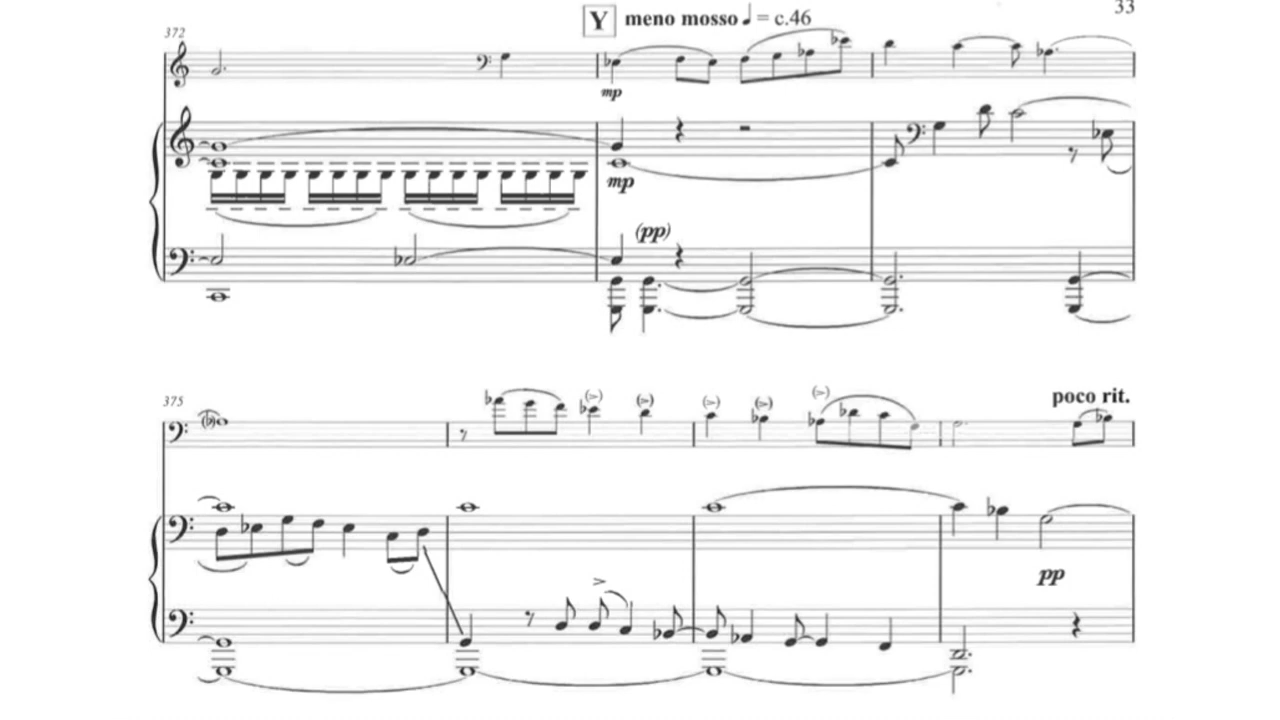 33
Y meno mosso ♩ = c.46
372
mp
mp
(pp)
375
poco rit.
pp